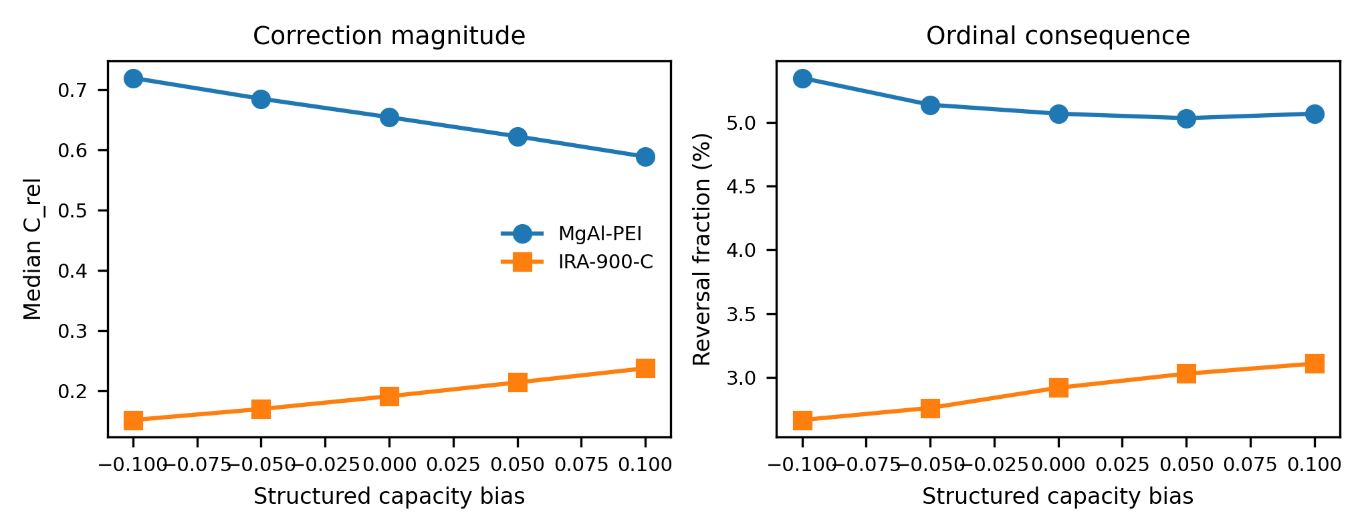 Correction magnitude
Median C_rel
0.7
0.6
0.5
0.4
0.3
0.2
MgAl-PEI
IRA-900-C
−0.100 −0.075 −0.050 −0.025 0.000 0.025 0.050 0.075 0.100
Structured capacity bias
Ordinal consequence
Reversal fraction (%)
5.0
4.5
4.0
3.5
3.0
−0.100 −0.075 −0.050 −0.025 0.000 0.025 0.050 0.075 0.100
Structured capacity bias